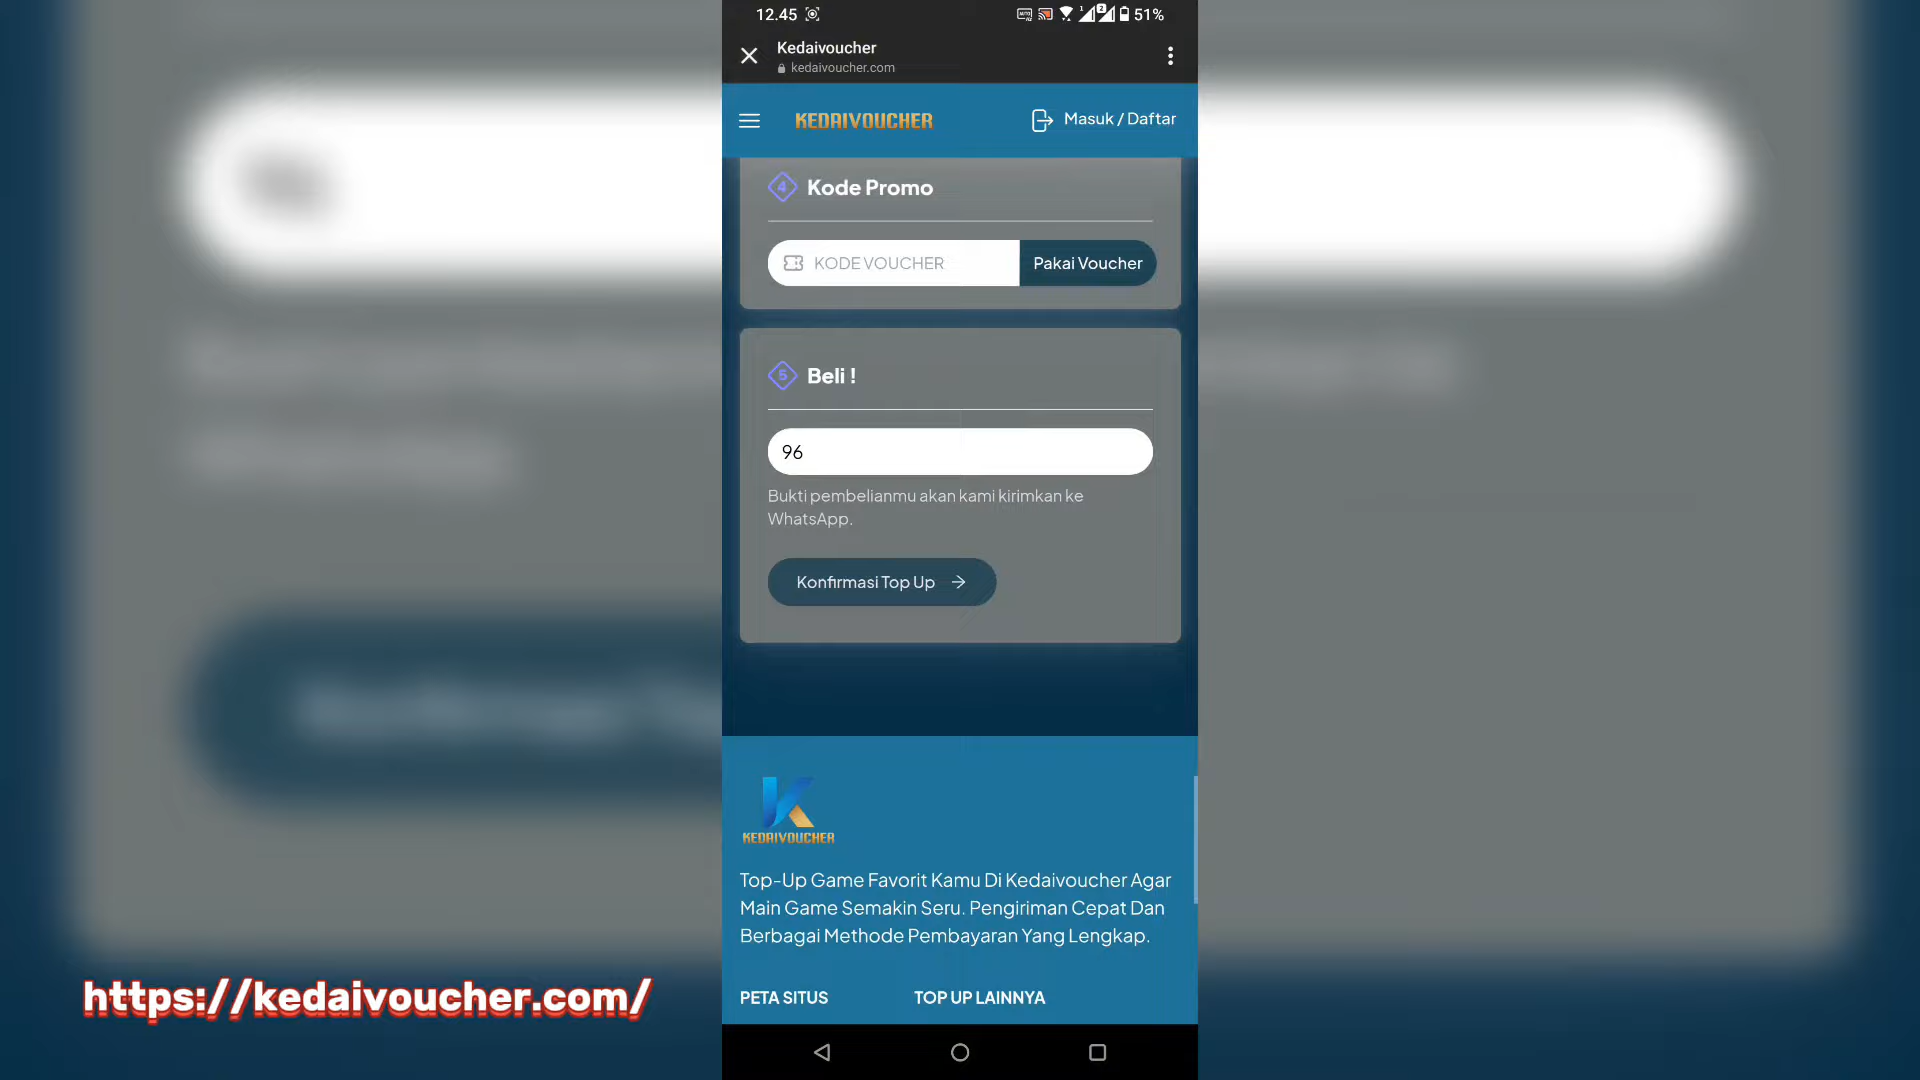 12.45
51%
Kedaivoucher
kedaivoucher.com
KEDAIVOUCHER
Masuk / Daftar
4 Kode Promo
KODE VOUCHER
Pakai Voucher
5 Beli !
96
Bukti pembelianmu akan kami kirimkan ke
WhatsApp.
Konfirmasi Top Up
KEDAIVOUCHER
Top-Up Game Favorit Kamu Di Kedaivoucher Agar
Main Game Semakin Seru. Pengiriman Cepat Dan
Berbagai Methode Pembayaran Yang Lengkap.
PETA SITUS
TOP UP LAINNYA
https://kedaivoucher.com/